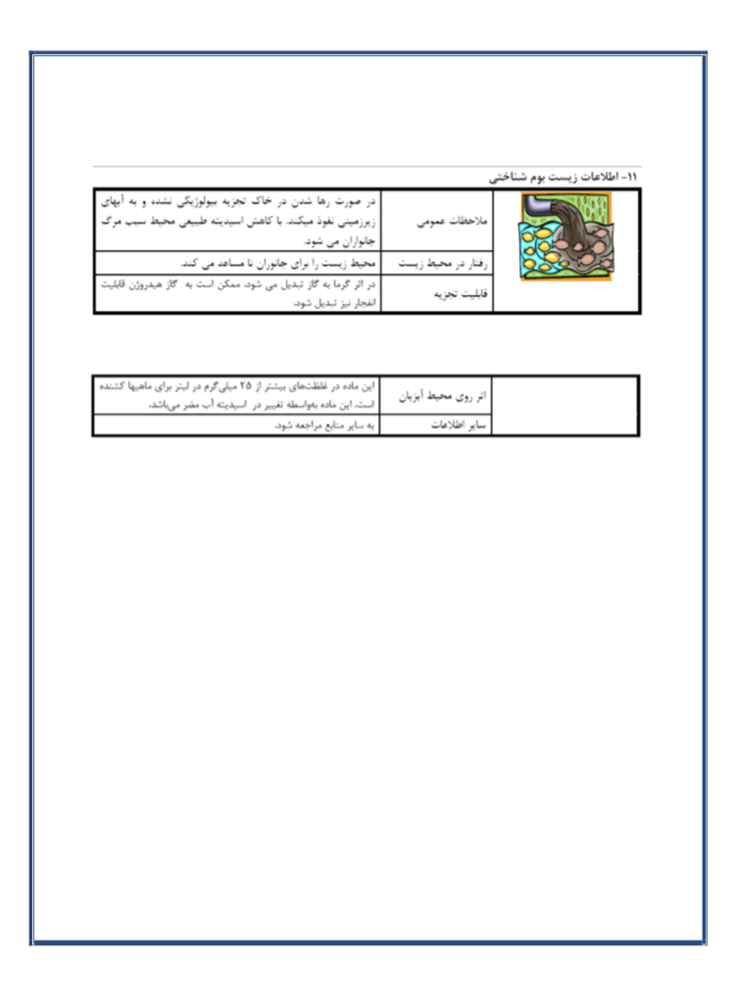 ۱۱- اطلاعات زیست بوم شناختی
ملاحظات عمومی
در صورت رها شدن در خاک تجزیه بیولوژیکی نشده و به آبهای
زیرزمینی نفوذ میکند. با کاهش اسیدیته طبیعی محیط سبب مرگ
جانواران می شود.
رفتار در محیط زیست
محیط زیست را برای جانوران نا مساعد می کند.
قابلیت تجزیه
در اثر گرما به گاز تبدیل می شود، ممکن است به گاز هیدروژن قابلیت
انفجار نیز تبدیل شود.
اثر روی محیط آبزیان
این ماده در غلظت‌های بیشتر از ۲۵ میلی‌گرم در لیتر برای ماهیها کشنده
است. این ماده به‌واسطه تغییر در اسیدیته آب مضر می‌باشد.
سایر اطلاعات
به سایر منابع مراجعه شود.